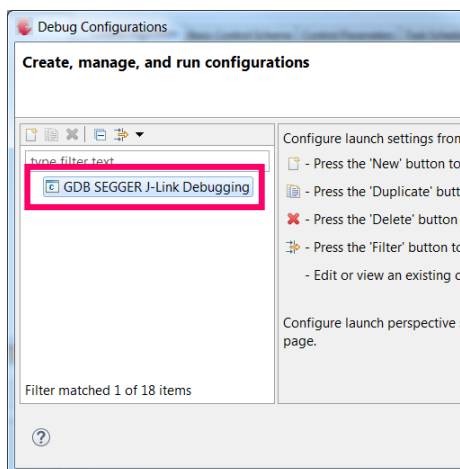 Debug Configurations
Create, manage, and run configurations
type filter text
GDB SEGGER J-Link Debugging
Filter matched 1 of 18 items
Configure launch settings from
- Press the 'New' button to
- Press the 'Duplicate' butt
- Press the 'Delete' button
- Press the 'Filter' button to
- Edit or view an existing c
Configure launch perspective
page.